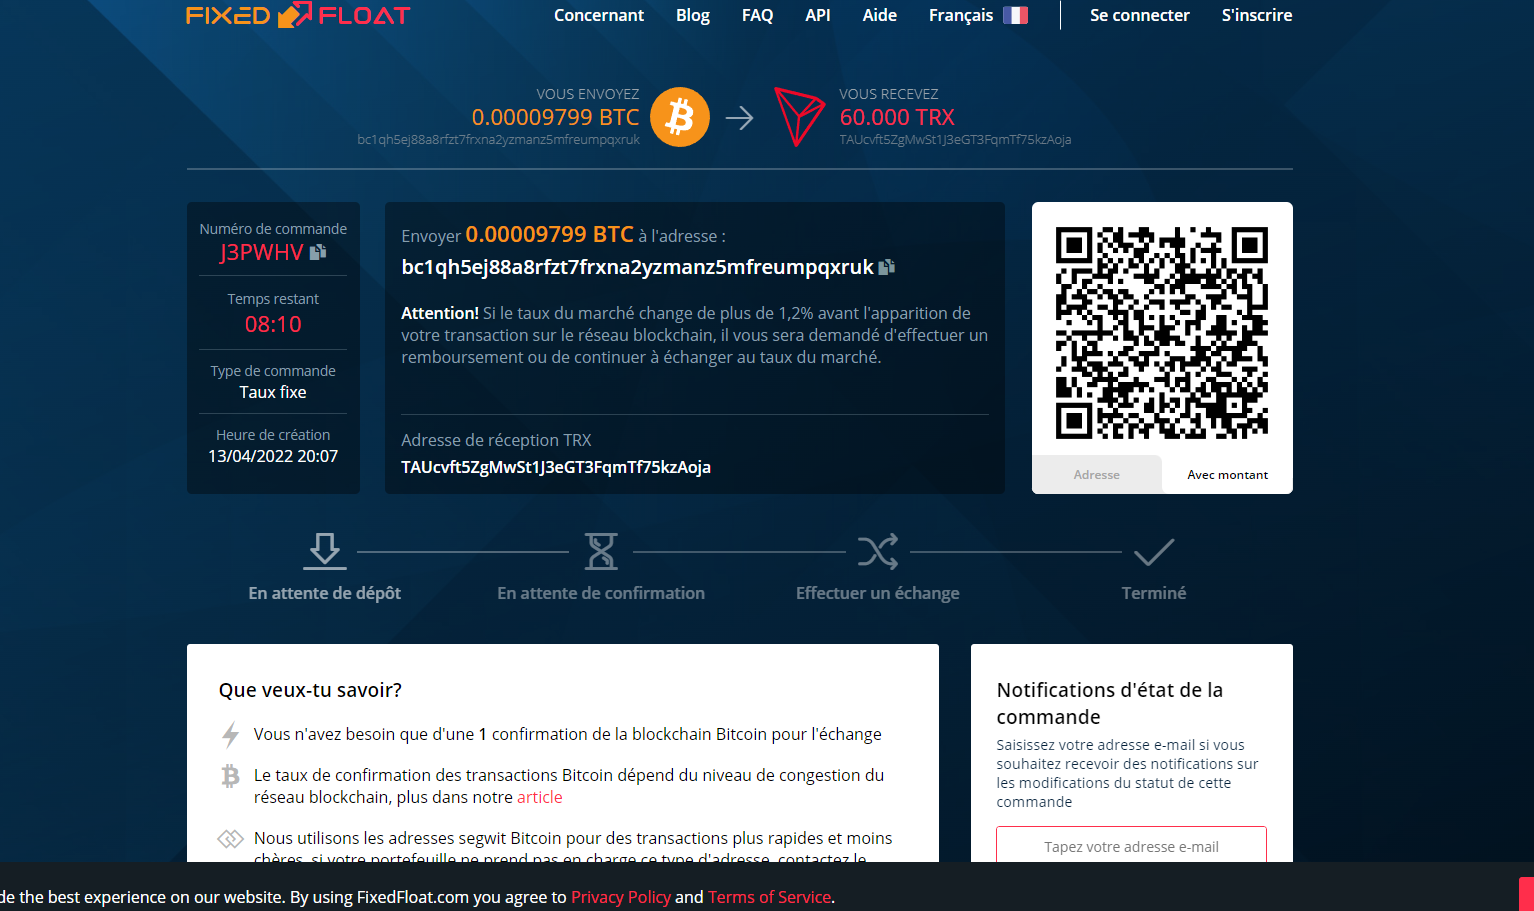 FIXED FLOAT
Concernant Blog FAQ API Aide Français Se connecter S'inscrire
VOUS ENVOYEZ
0.00009799 BTC
bc1qh5ej88a8rfzt7frxna2yzmanz5mfreumpqxruk
VOUS RECEVEZ
60.000 TRX
TAUcvft5ZgMwSt1J3eGT3FqmTf75kzAoja
Numéro de commande
J3PWHV
Temps restant
08:10
Type de commande
Taux fixe
Heure de création
13/04/2022 20:07
Envoyer 0.00009799 BTC à l'adresse :
bc1qh5ej88a8rfzt7frxna2yzmanz5mfreumpqxruk
Attention! Si le taux du marché change de plus de 1,2% avant l'apparition de
votre transaction sur le réseau blockchain, il vous sera demandé d'effectuer un
remboursement ou de continuer à échanger au taux du marché.
Adresse de réception TRX
TAUcvft5ZgMwSt1J3eGT3FqmTf75kzAoja
Adresse Avec montant
En attente de dépôt
En attente de confirmation
Effectuer un échange
Terminé
Que veux-tu savoir?
Vous n'avez besoin que d'une 1 confirmation de la blockchain Bitcoin pour l'échange
Le taux de confirmation des transactions Bitcoin dépend du niveau de congestion du
réseau blockchain, plus dans notre article
Nous utilisons les adresses segwit Bitcoin pour des transactions plus rapides et moins
chères, si votre portefeuille ne prend pas en charge ce type d'adresse, contactez le
Notifications d'état de la
commande
Saisissez votre adresse e-mail si vous
souhaitez recevoir des notifications sur
les modifications du statut de cette
commande
Tapez votre adresse e-mail
de the best experience on our website. By using FixedFloat.com you agree to Privacy Policy and Terms of Service.